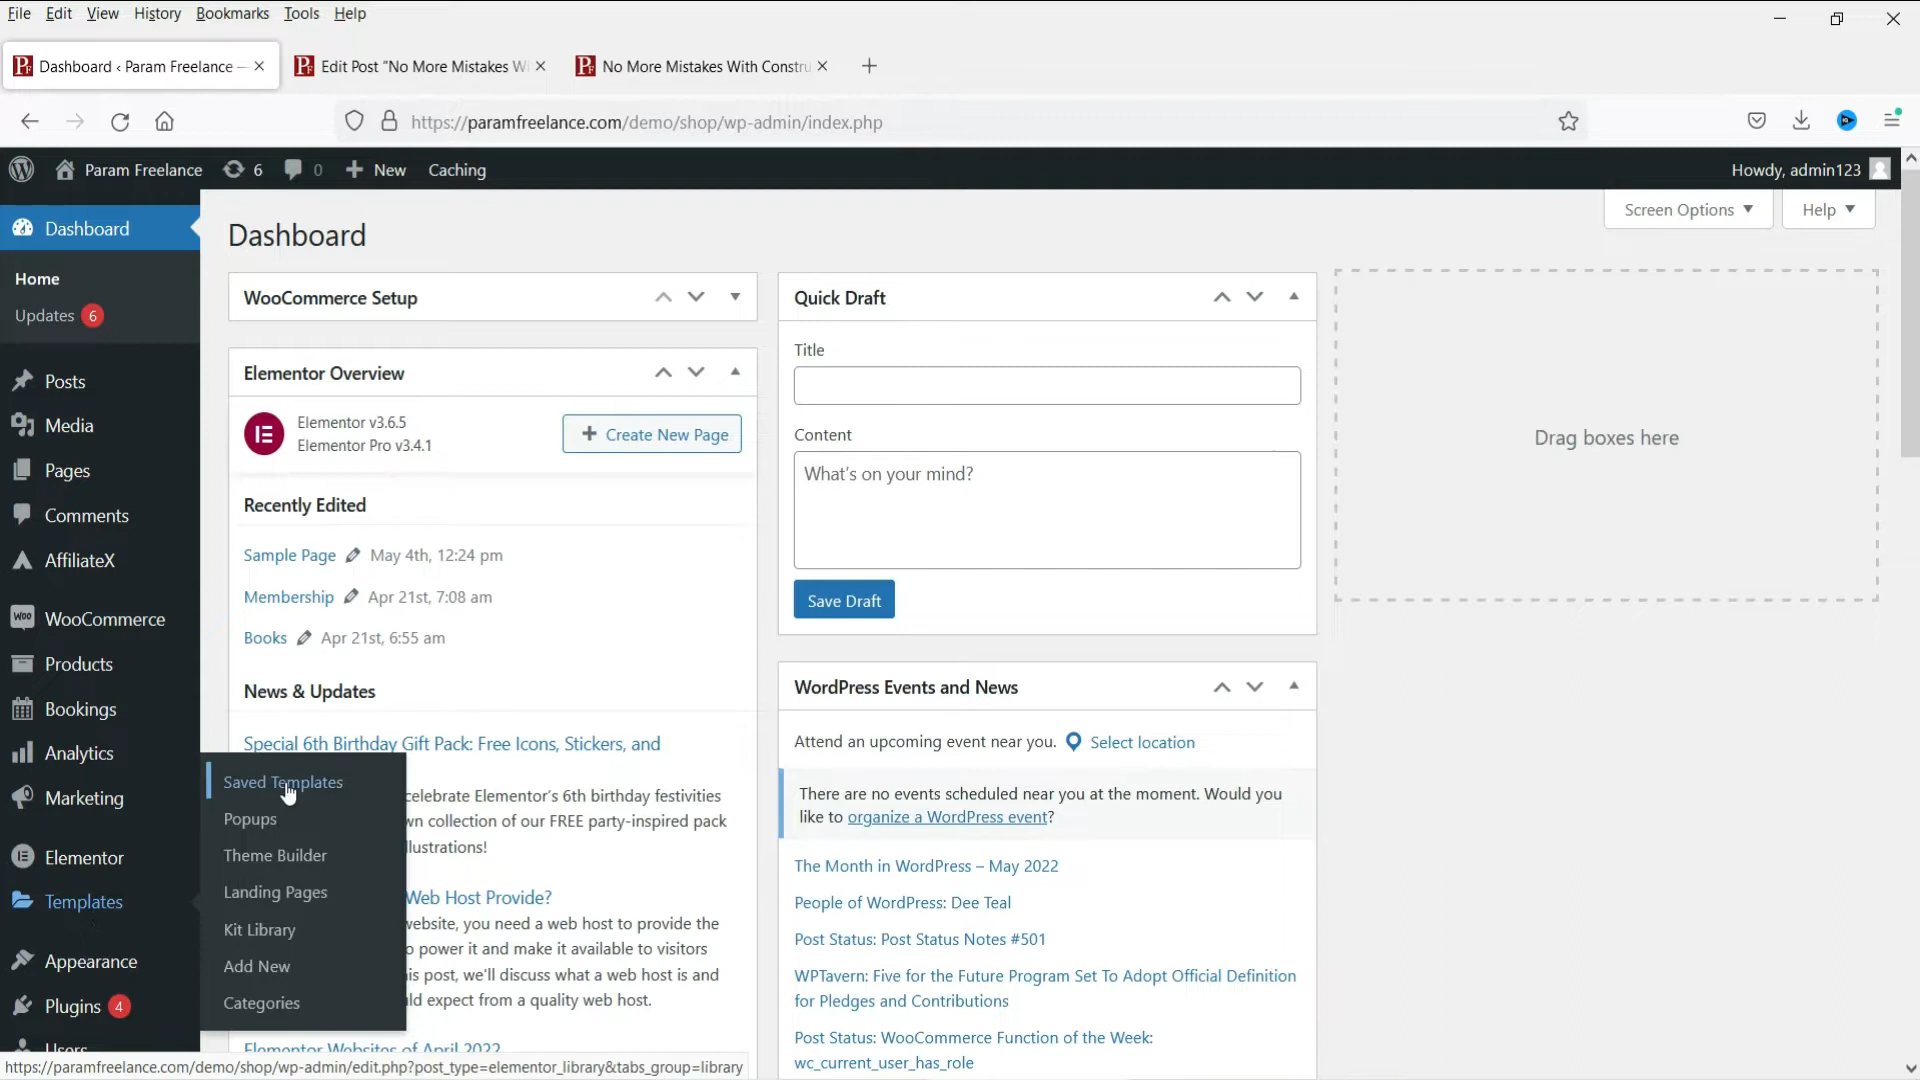 File Edit View History Bookmarks Tools Help
Dashboard ‹ Param Freelance —
Edit Post “No More Mistakes Wi
No More Mistakes With Constru
https://paramfreelance.com/demo/shop/wp-admin/index.php
Param Freelance 6 0 New Caching
Howdy, admin123
Screen Options
Help
Dashboard
Home
Updates 6
Posts
Media
Pages
Comments
AffiliateX
WooCommerce
Products
Bookings
Analytics
Marketing
Elementor
Templates
Appearance
Plugins 4
Users
Saved Templates
Popups
Theme Builder
Landing Pages
Kit Library
Add New
Categories
Dashboard
WooCommerce Setup
Elementor Overview
Elementor v3.6.5
Elementor Pro v3.4.1
Create New Page
Recently Edited
Sample Page May 4th, 12:24 pm
Membership Apr 21st, 7:08 am
Books Apr 21st, 6:55 am
News & Updates
Special 6th Birthday Gift Pack: Free Icons, Stickers, and
celebrate Elementor's 6th birthday festivities
collection of our FREE party-inspired pack
Web Host Provide?
website, you need a web host to provide the
power it and make it available to visitors
post, we'll discuss what a web host is and
expect from a quality web host.
Elementor Websites of April 2022
Quick Draft
Title
Content
What's on your mind?
Save Draft
WordPress Events and News
Attend an upcoming event near you. Select location
There are no events scheduled near you at the moment. Would you
like to organize a WordPress event?
The Month in WordPress – May 2022
People of WordPress: Dee Teal
Post Status: Post Status Notes #501
WPTavern: Five for the Future Program Set To Adopt Official Definition
for Pledges and Contributions
Post Status: WooCommerce Function of the Week:
wc_current_user_has_role
Drag boxes here
https://paramfreelance.com/demo/shop/wp-admin/edit.php?post_type=elementor_library&tabs_group=library